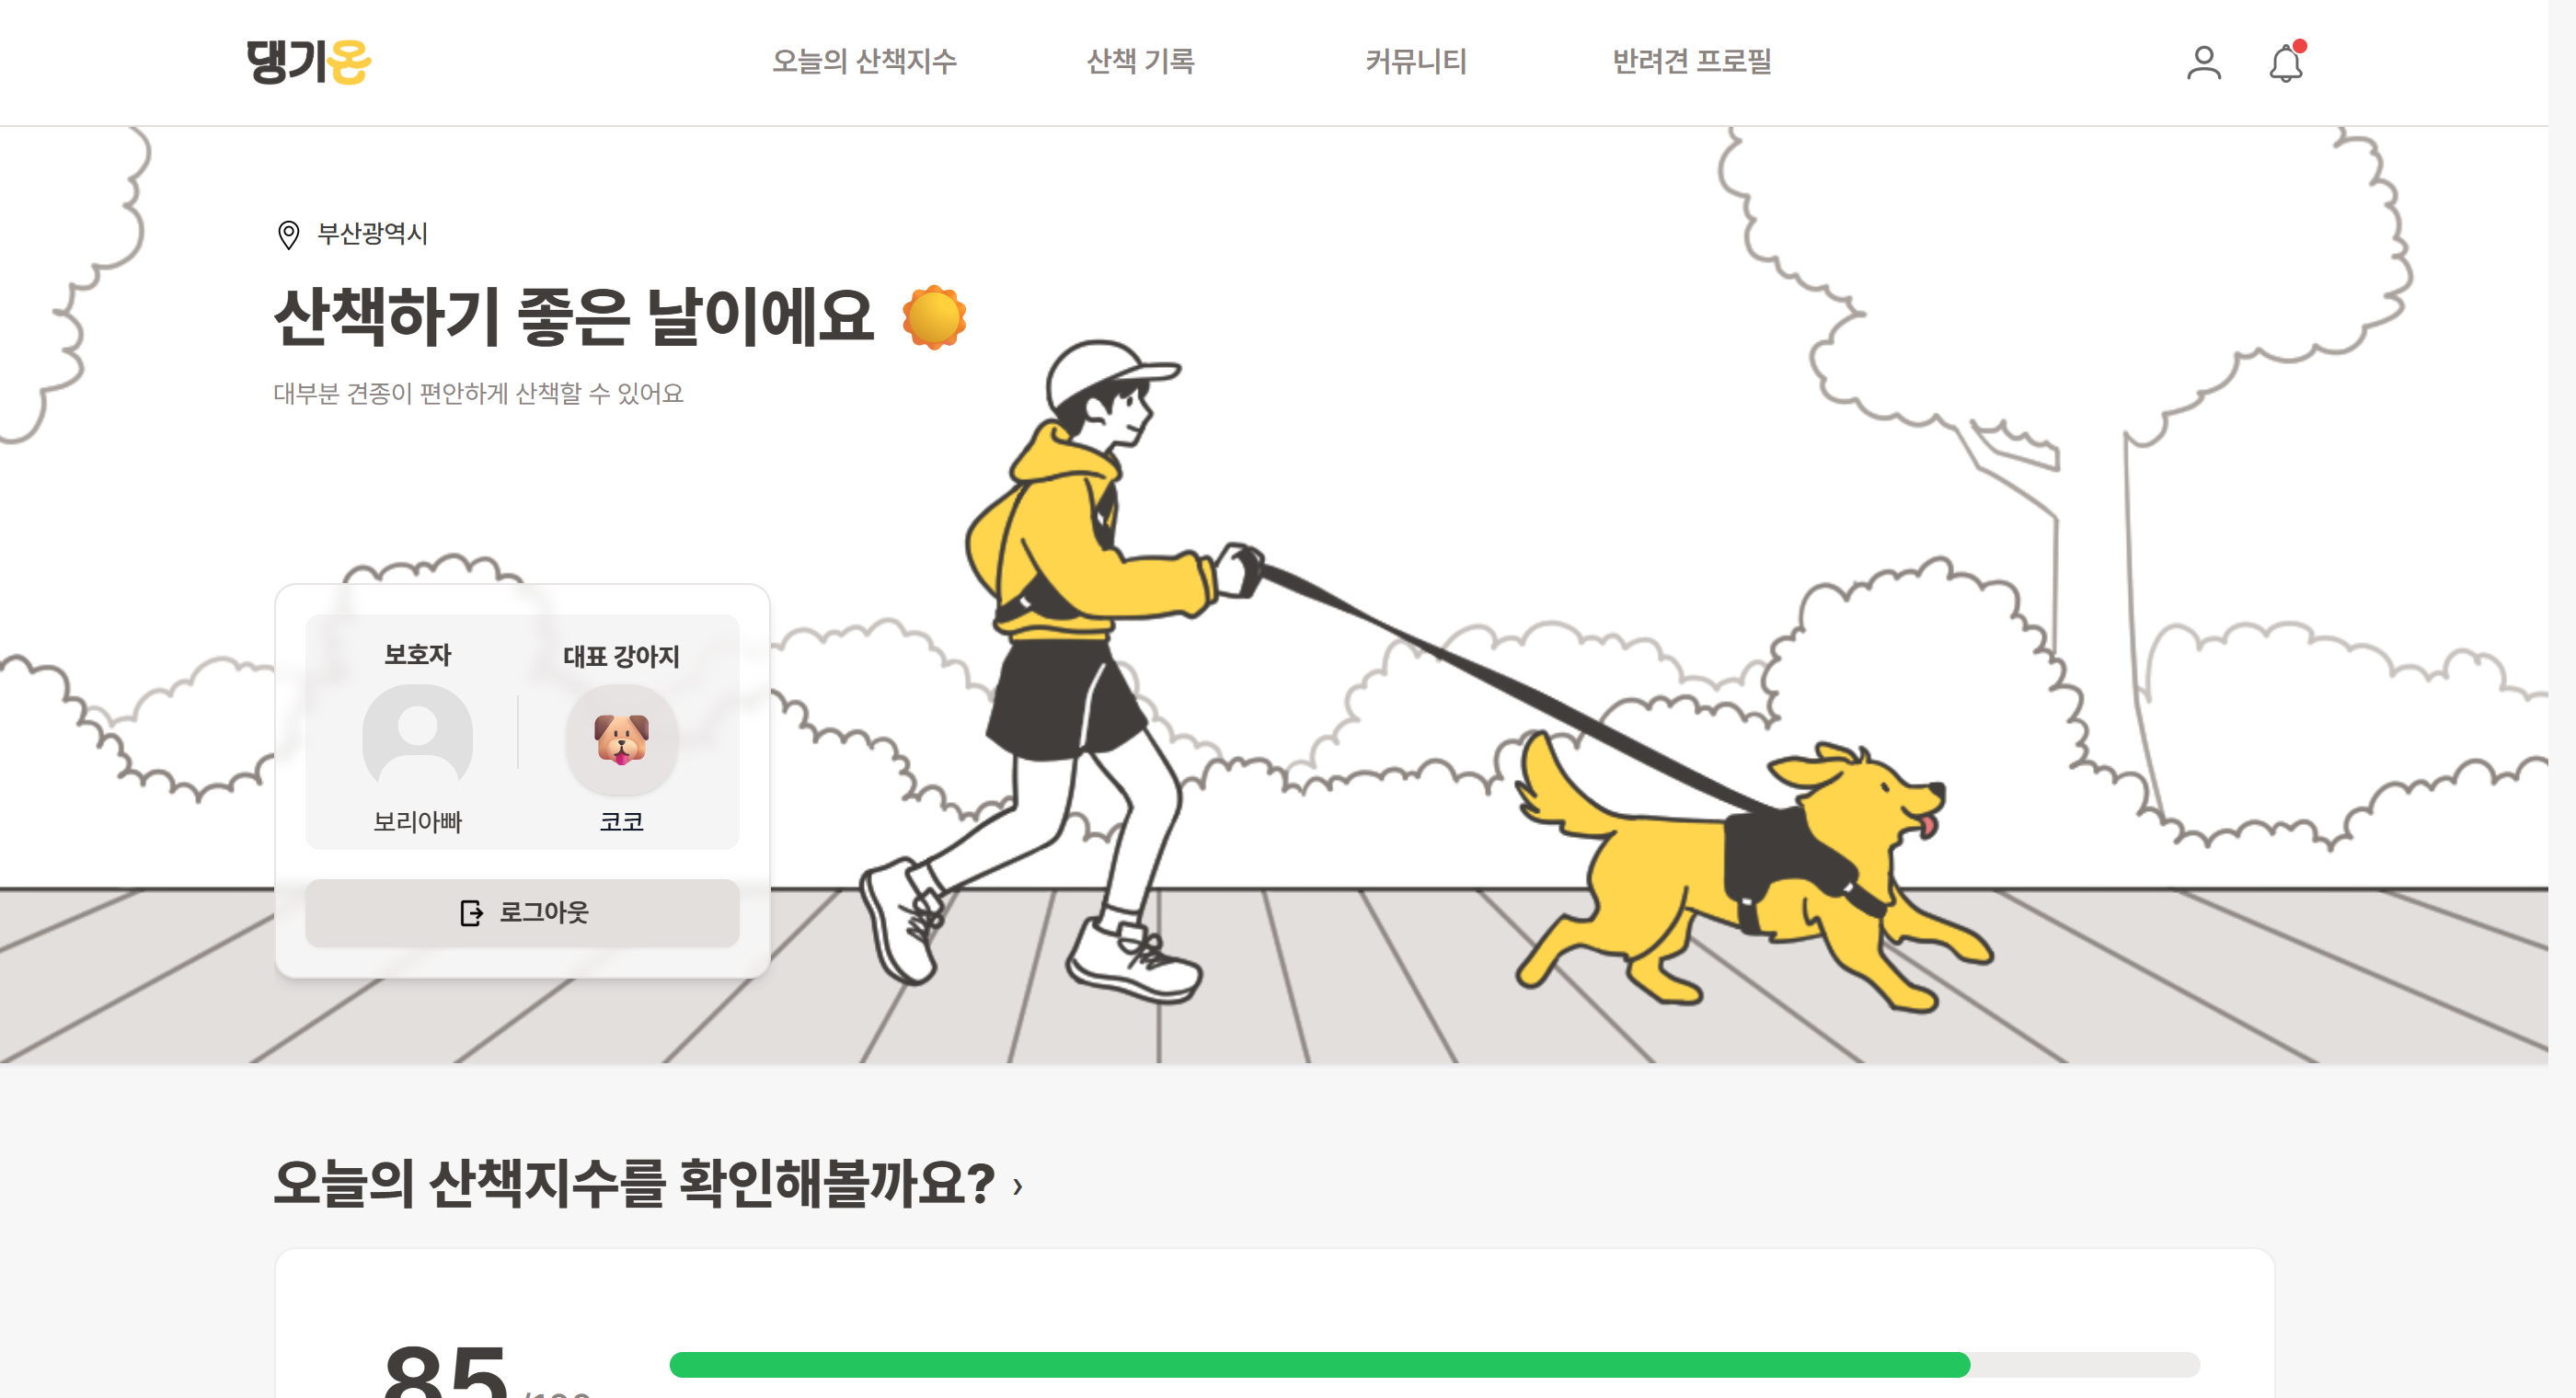 댕기온
오늘의 산책지수 산책 기록 커뮤니티 반려견 프로필
부산광역시
산책하기 좋은 날이에요
대부분 견종이 편안하게 산책할 수 있어요
보호자 대표 강아지
보리아빠 코코
로그아웃
오늘의 산책지수를 확인해볼까요? ›
85 /100